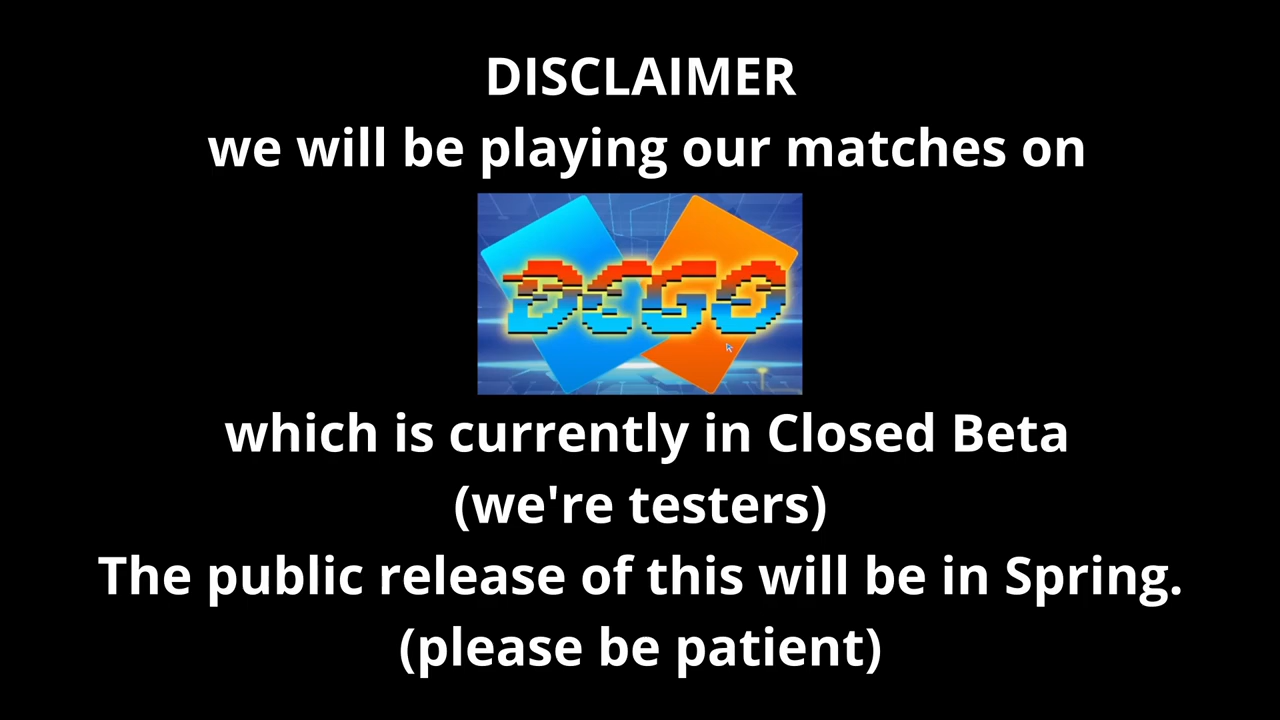 DISCLAIMER
we will be playing our matches on
DCGO
which is currently in Closed Beta
(we're testers)
The public release of this will be in Spring.
(please be patient)